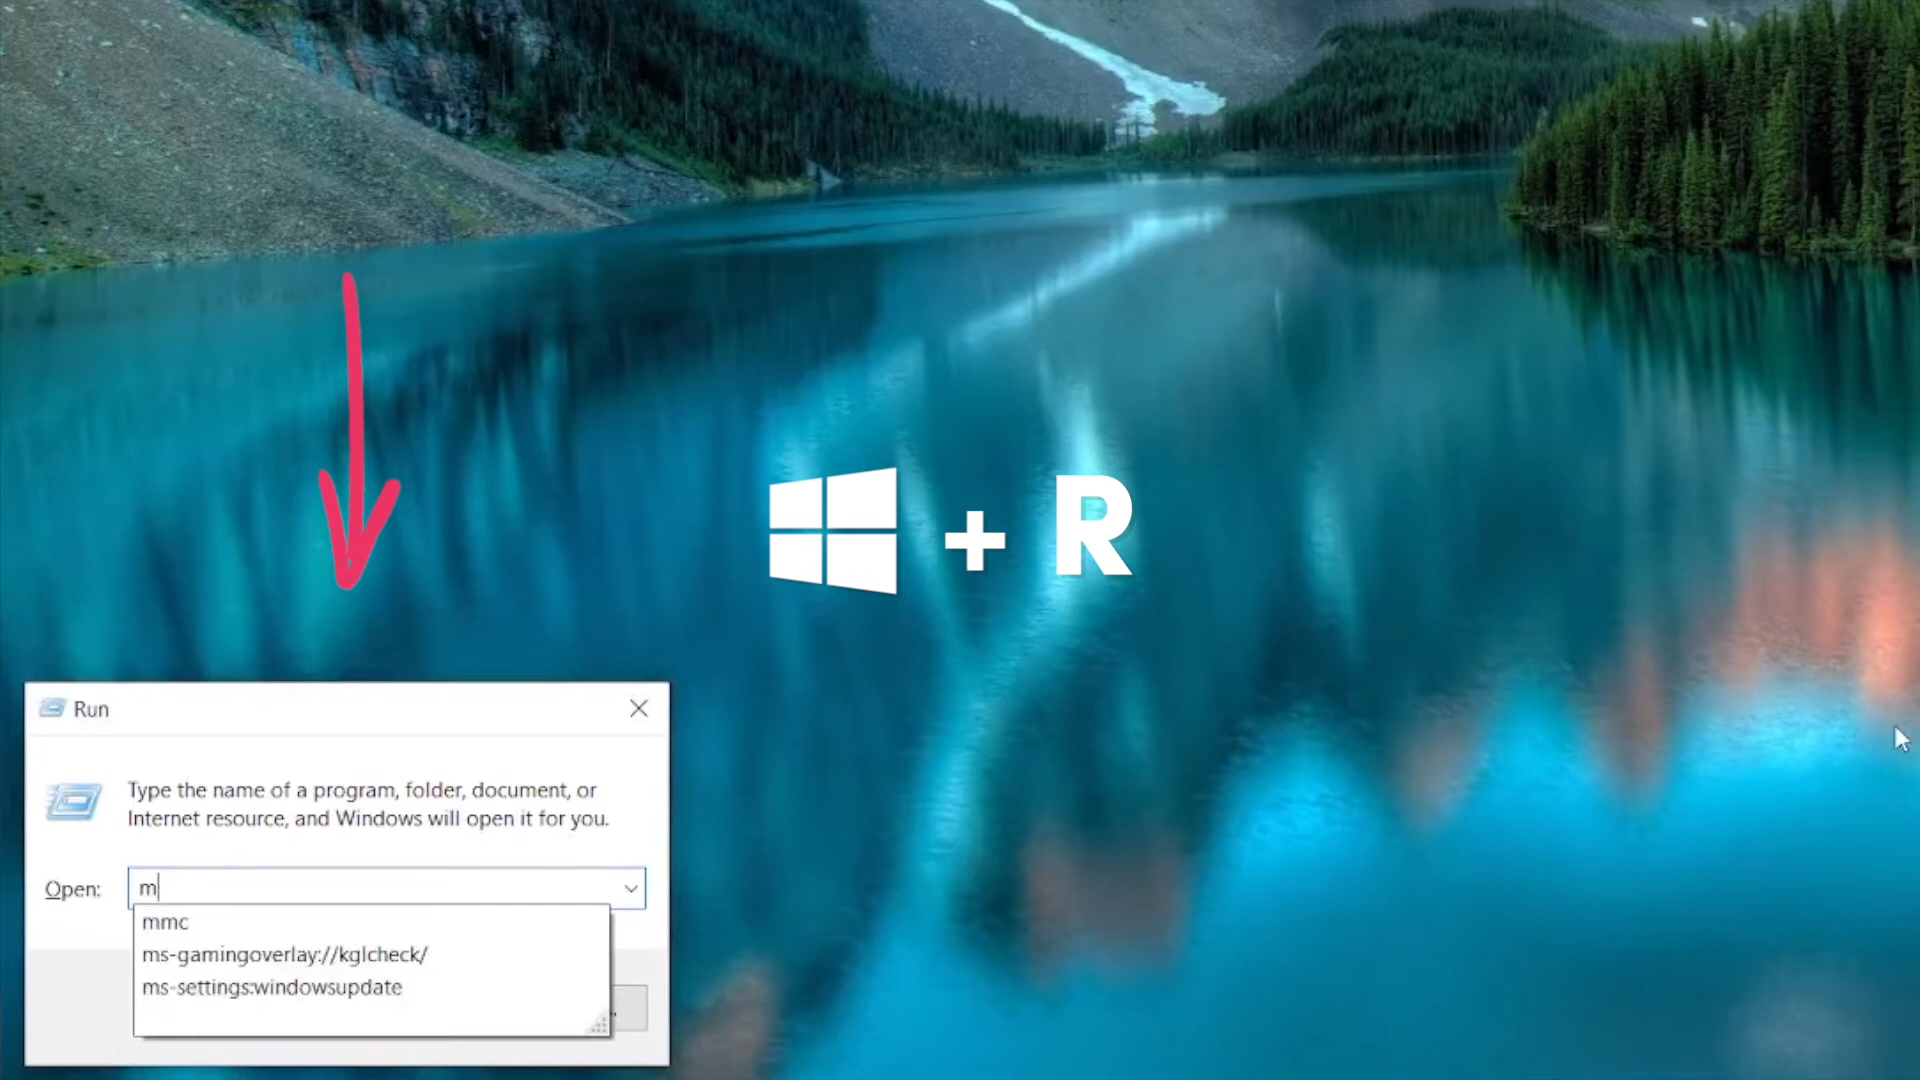 + R
Run
Type the name of a program, folder, document, or
Internet resource, and Windows will open it for you.
Open: m
mmc
ms-gamingoverlay://kglcheck/
ms-settings:windowsupdate